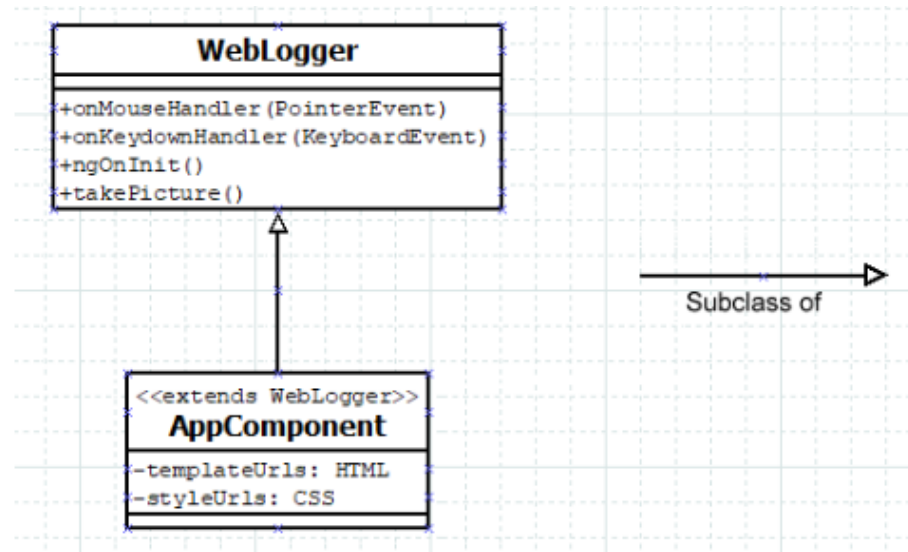 WebLogger
+onMouseHandler(PointerEvent)
+onKeydownHandler(KeyboardEvent)
+ngOnInit()
+takePicture()
Subclass of
<<extends WebLogger>>
AppComponent
-templateUrls: HTML
-styleUrls: CSS